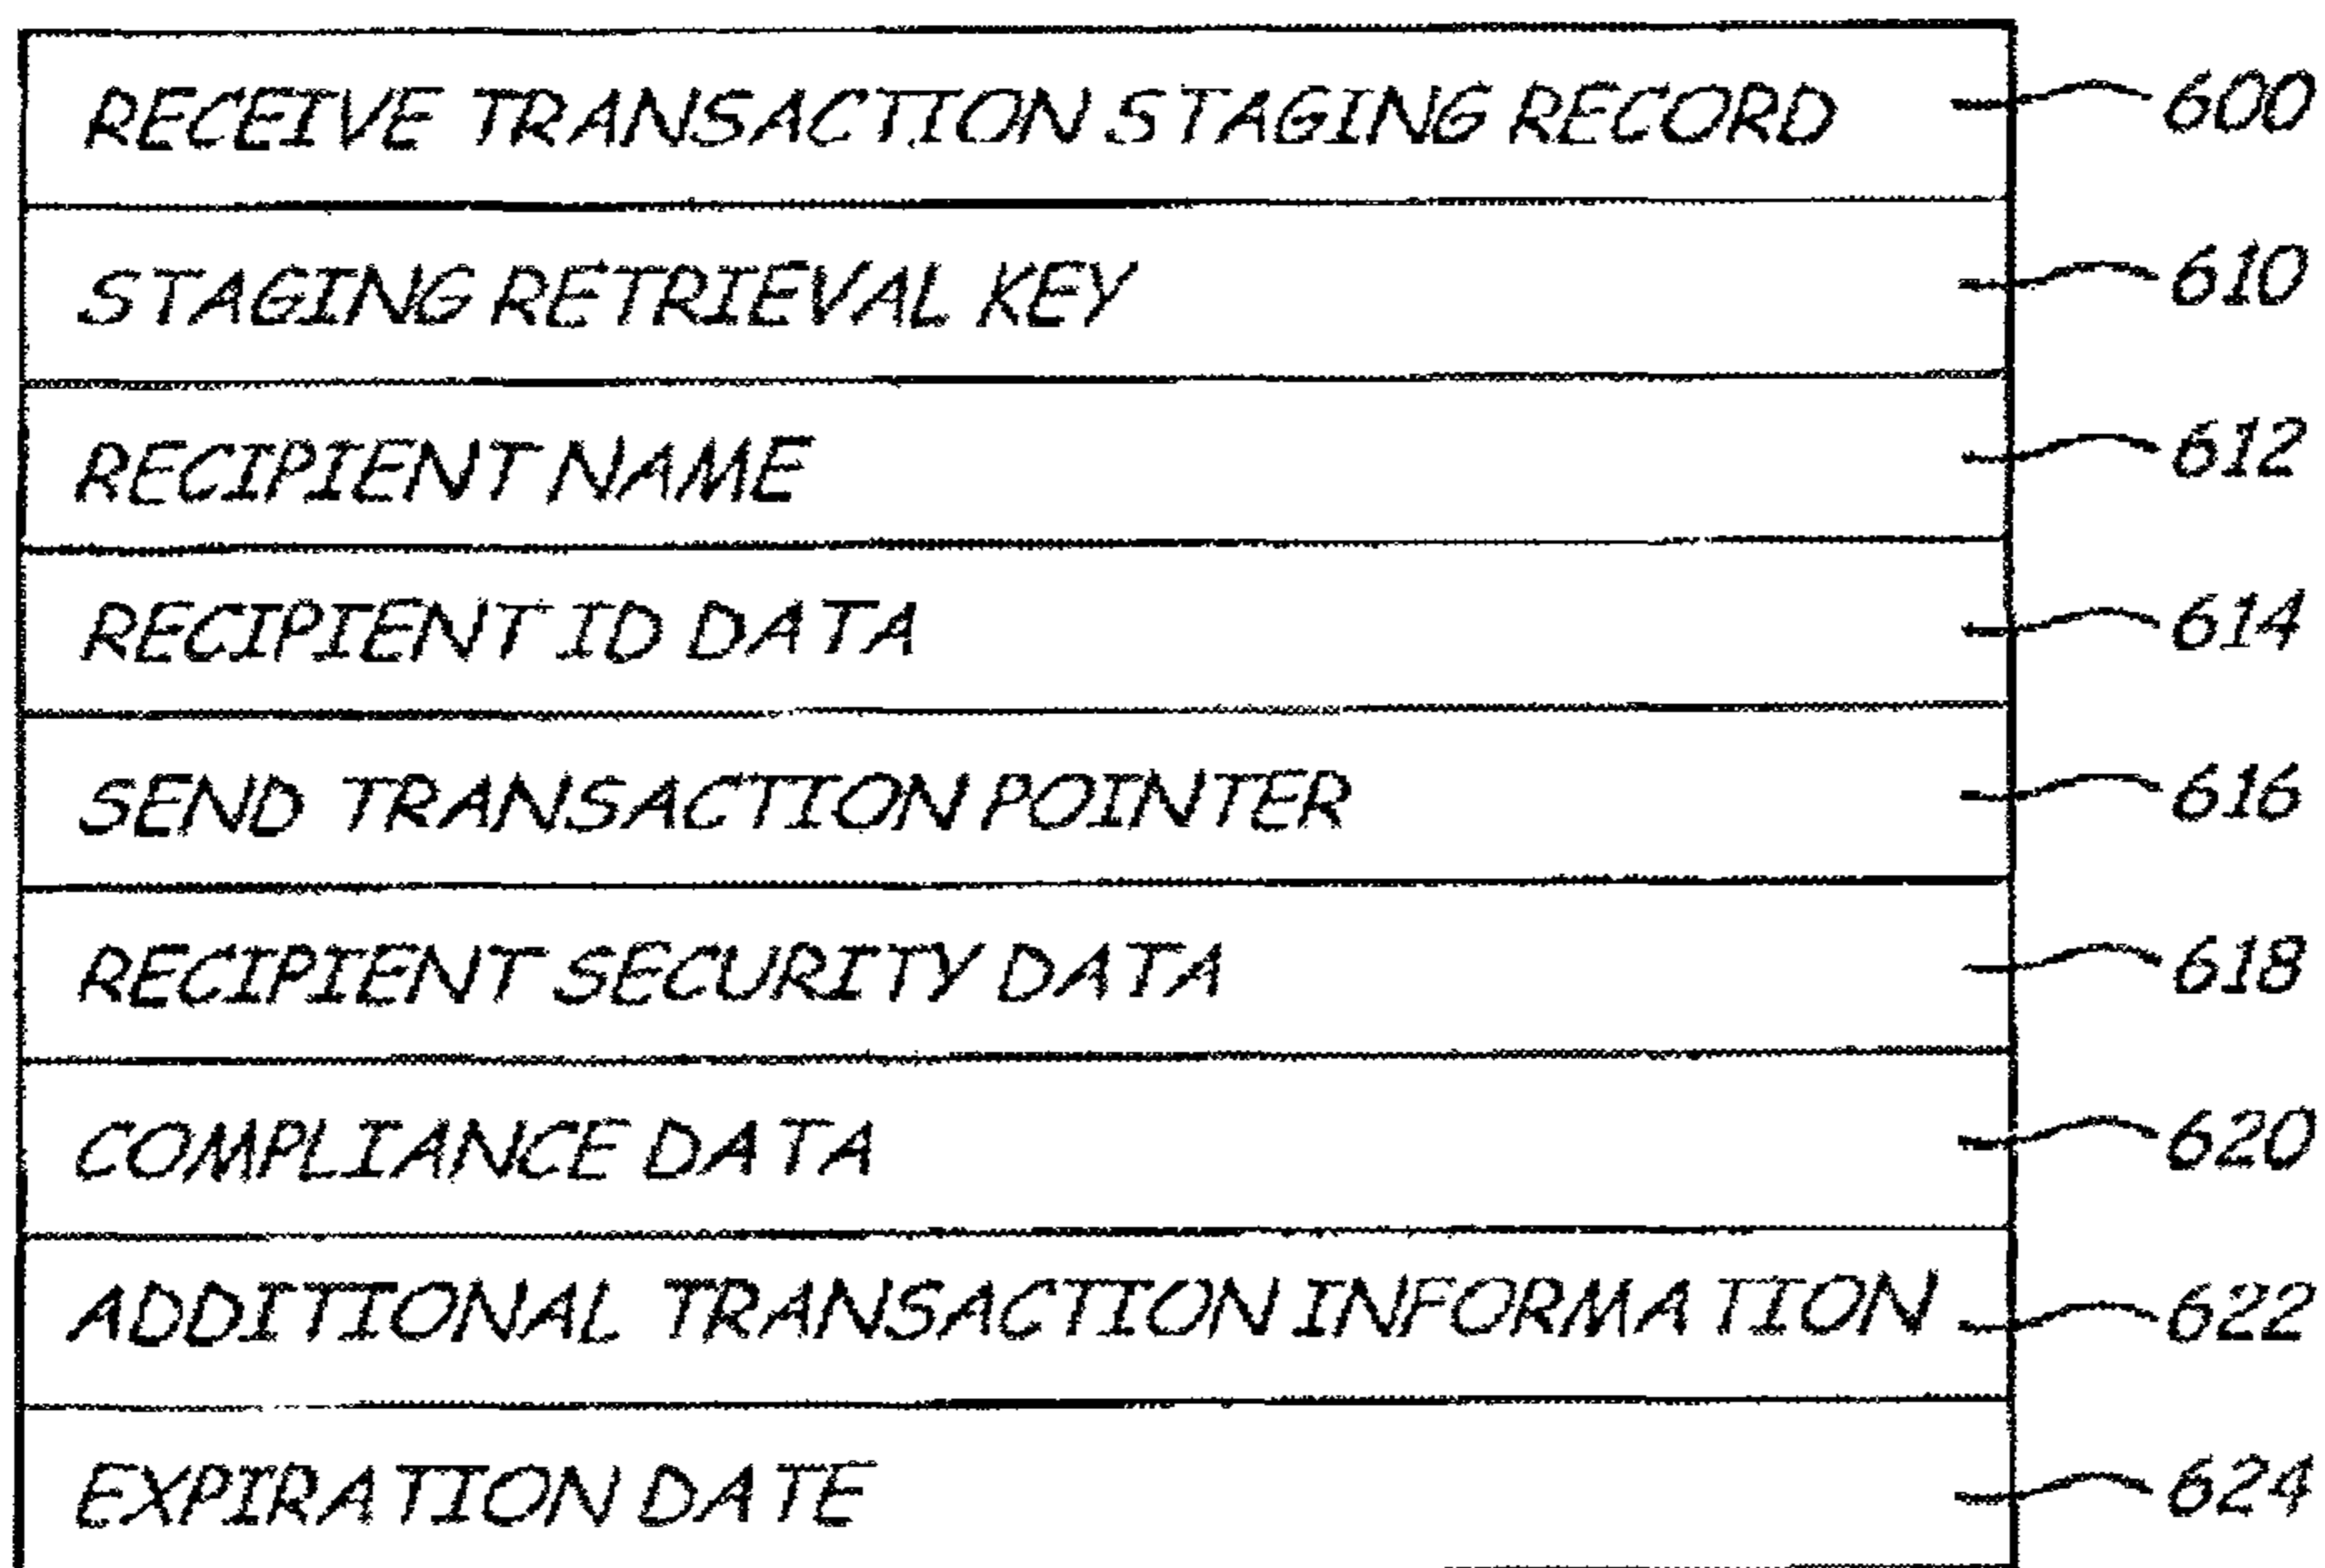 RECEIVE TRANSACTION STAGING RECORD 600
STAGING RETRIEVAL KEY 610
RECIPIENT NAME 612
RECIPIENT ID DATA 614
SEND TRANSACTION POINTER 616
RECIPIENT SECURITY DATA 618
COMPLIANCE DATA 620
ADDITIONAL TRANSACTION INFORMATION 622
EXPIRATION DATE 624